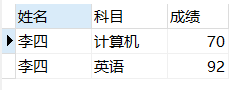 姓名 科目 成绩
李四 计算机 70
李四 英语 92